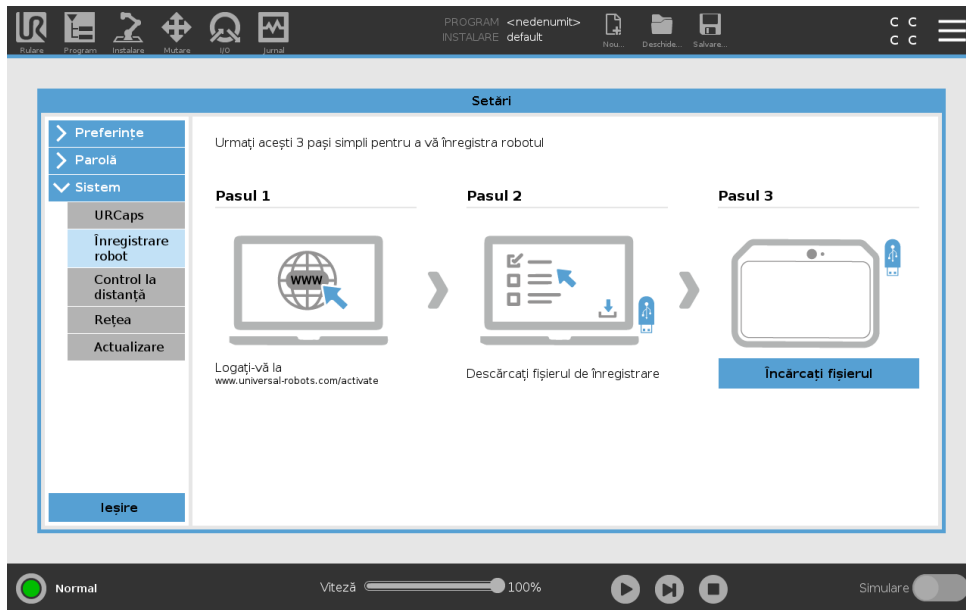 UR
PROGRAM <nedenumit>
INSTALARE default
Rulare Program Instalare Mutare I/O Jurnal
Nou... Deschide... Salvare...
C C
C C
Setări
Preferințe
Parolă
Sistem
URCaps
Înregistrare
robot
Control la
distanță
Rețea
Actualizare
Ieșire
Urmați acești 3 pași simpli pentru a vă înregistra robotul
Pasul 1
WWW
Logați-vă la
www.universal-robots.com/activate
Pasul 2
Descărcați fișierul de înregistrare
Pasul 3
Încărcați fișierul
Normal
Viteză 100%
Simulare